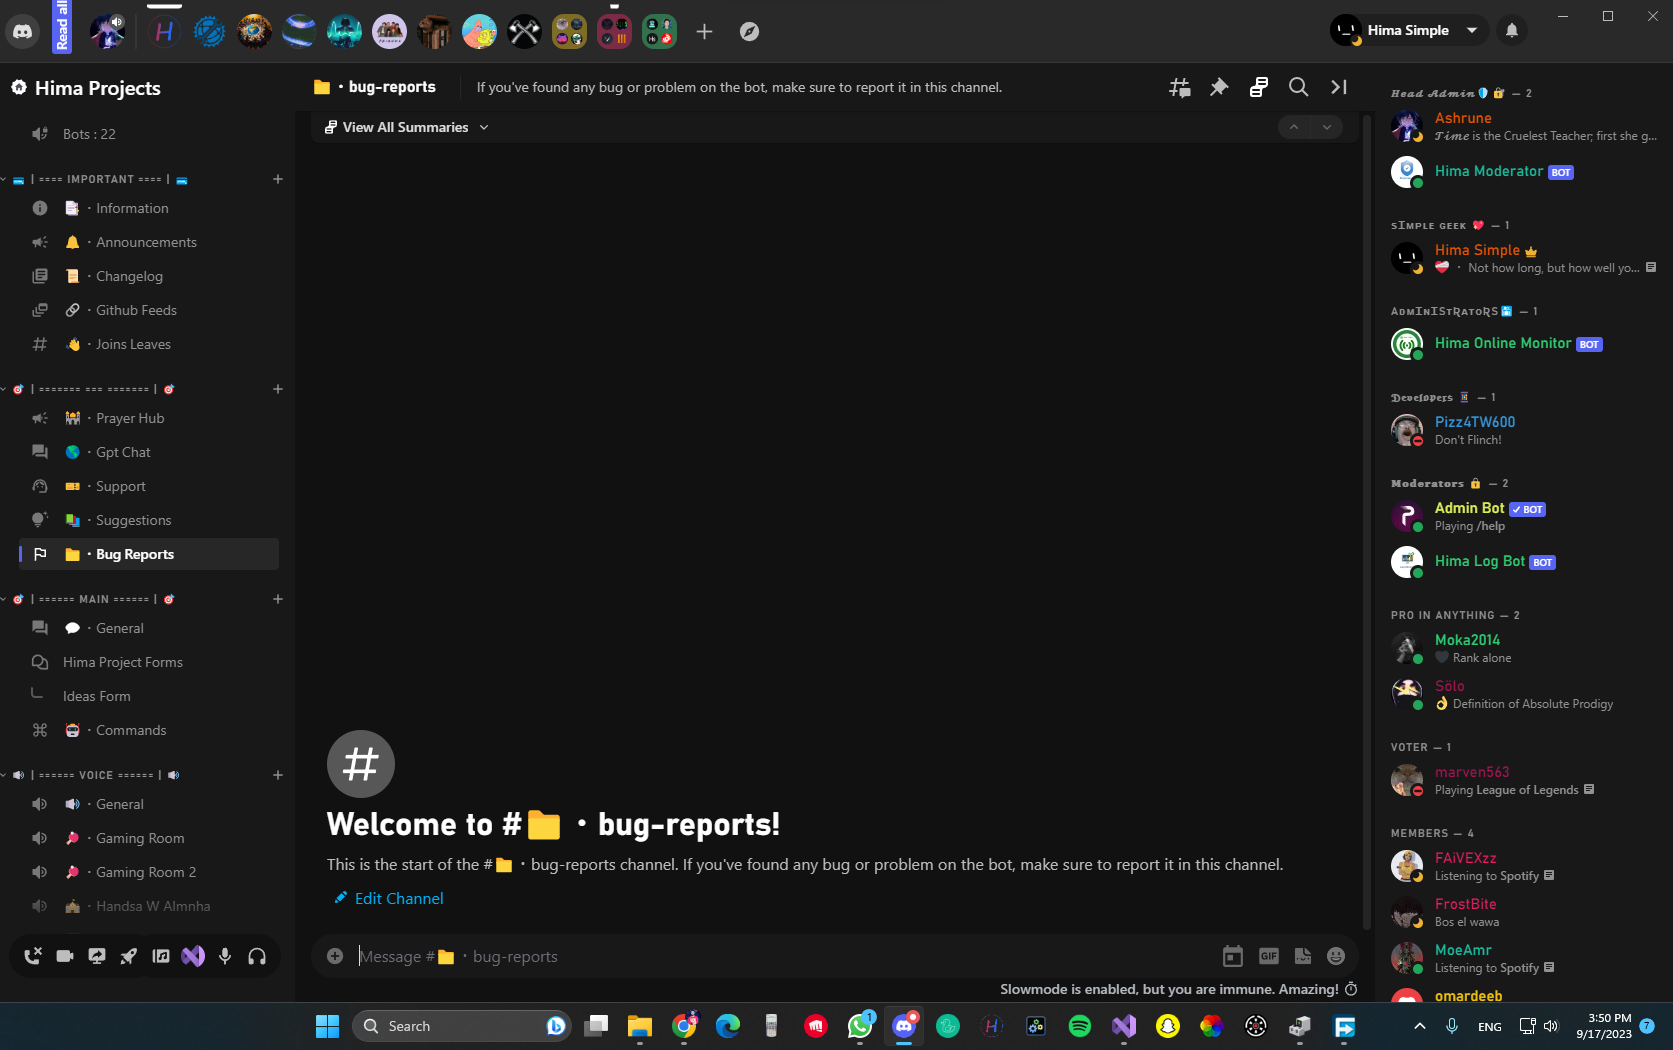 Read all
Hima Simple
Hima Projects
Bots : 22
| ==== IMPORTANT ==== |
・Information
・Announcements
・Changelog
・Github Feeds
・Joins Leaves
| ======= === ======= |
・Prayer Hub
・Gpt Chat
・Support
・Suggestions
・Bug Reports
| ====== MAIN ====== |
・General
Hima Project Forms
Ideas Form
・Commands
| ====== VOICE ====== |
・General
・Gaming Room
・Gaming Room 2
・Handsa W Almnha
・bug-reports
If you've found any bug or problem on the bot, make sure to report it in this channel.
View All Summaries
#
Welcome to #📁・bug-reports!
This is the start of the #📁・bug-reports channel. If you've found any bug or problem on the bot, make sure to report it in this channel.
Edit Channel
Message #📁・bug-reports
GIF
Slowmode is enabled, but you are immune. Amazing!
𝓗𝓮𝓪𝓭 𝓐𝓭𝓶𝓲𝓷 — 2
Ashrune
𝓣𝓲𝓶𝓮 is the Cruelest Teacher; first she g...
Hima Moderator BOT
sImple geek — 1
Hima Simple
・ Not how long, but how well yo...
AᴅᴍIɴISᴛRᴀᴛᴏRS — 1
Hima Online Monitor BOT
𝕯𝖊𝖛𝖊𝖑𝖔𝖕𝖊𝖗𝖘 — 1
Pizz4TW600
Don't Flinch!
𝐌𝐨𝐝𝐞𝐫𝐚𝐭𝐨𝐫𝐬 — 2
Admin Bot ✓ BOT
Playing /help
Hima Log Bot BOT
PRO IN ANYTHING — 2
Moka2014
Rank alone
Sölo
Definition of Absolute Prodigy
VOTER — 1
marven563
Playing League of Legends
MEMBERS — 4
FAiVEXzz
Listening to Spotify
FrostBite
Bos el wawa
MoeAmr
Listening to Spotify
omardeeb
Search
1
ENG
3:50 PM
9/17/2023
7